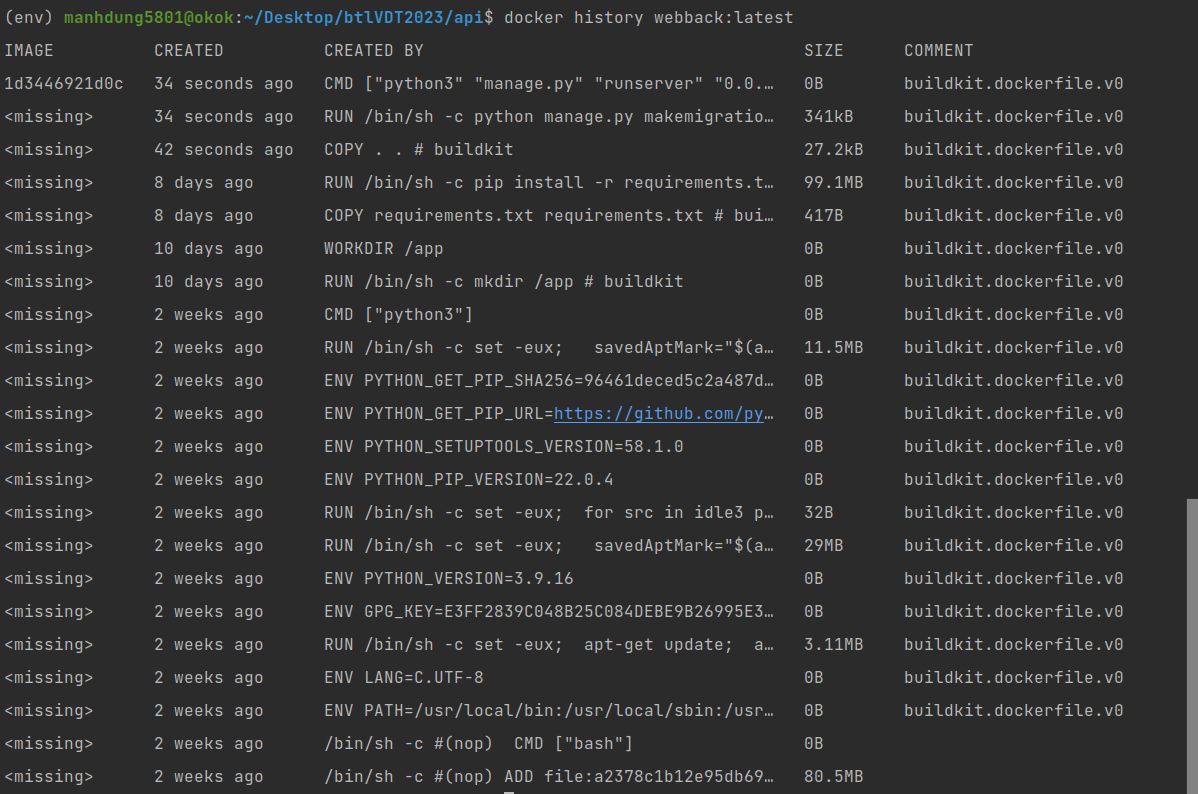 (env) manhdung5801@okok:~/Desktop/btlVDT2023/api$ docker history webback:latest
IMAGE CREATED CREATED BY SIZE COMMENT
1d3446921d0c 34 seconds ago CMD ["python3" "manage.py" "runserver" "0.0.… 0B buildkit.dockerfile.v0
<missing> 34 seconds ago RUN /bin/sh -c python manage.py makemigratio… 341kB buildkit.dockerfile.v0
<missing> 42 seconds ago COPY . . # buildkit 27.2kB buildkit.dockerfile.v0
<missing> 8 days ago RUN /bin/sh -c pip install -r requirements.t… 99.1MB buildkit.dockerfile.v0
<missing> 8 days ago COPY requirements.txt requirements.txt # bui… 417B buildkit.dockerfile.v0
<missing> 10 days ago WORKDIR /app 0B buildkit.dockerfile.v0
<missing> 10 days ago RUN /bin/sh -c mkdir /app # buildkit 0B buildkit.dockerfile.v0
<missing> 2 weeks ago CMD ["python3"] 0B buildkit.dockerfile.v0
<missing> 2 weeks ago RUN /bin/sh -c set -eux; savedAptMark="$(a… 11.5MB buildkit.dockerfile.v0
<missing> 2 weeks ago ENV PYTHON_GET_PIP_SHA256=96461deced5c2a487d… 0B buildkit.dockerfile.v0
<missing> 2 weeks ago ENV PYTHON_GET_PIP_URL=https://github.com/py… 0B buildkit.dockerfile.v0
<missing> 2 weeks ago ENV PYTHON_SETUPTOOLS_VERSION=58.1.0 0B buildkit.dockerfile.v0
<missing> 2 weeks ago ENV PYTHON_PIP_VERSION=22.0.4 0B buildkit.dockerfile.v0
<missing> 2 weeks ago RUN /bin/sh -c set -eux; for src in idle3 p… 32B buildkit.dockerfile.v0
<missing> 2 weeks ago RUN /bin/sh -c set -eux; savedAptMark="$(a… 29MB buildkit.dockerfile.v0
<missing> 2 weeks ago ENV PYTHON_VERSION=3.9.16 0B buildkit.dockerfile.v0
<missing> 2 weeks ago ENV GPG_KEY=E3FF2839C048B25C084DEBE9B26995E3… 0B buildkit.dockerfile.v0
<missing> 2 weeks ago RUN /bin/sh -c set -eux; apt-get update; a… 3.11MB buildkit.dockerfile.v0
<missing> 2 weeks ago ENV LANG=C.UTF-8 0B buildkit.dockerfile.v0
<missing> 2 weeks ago ENV PATH=/usr/local/bin:/usr/local/sbin:/usr… 0B buildkit.dockerfile.v0
<missing> 2 weeks ago /bin/sh -c #(nop) CMD ["bash"] 0B
<missing> 2 weeks ago /bin/sh -c #(nop) ADD file:a2378c1b12e95db69… 80.5MB